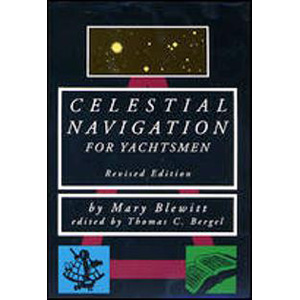 CELESTIAL
NAVIGATION
FOR YACHTSMEN
Revised Edition
by Mary Blewitt
edited by Thomas C. Bergel